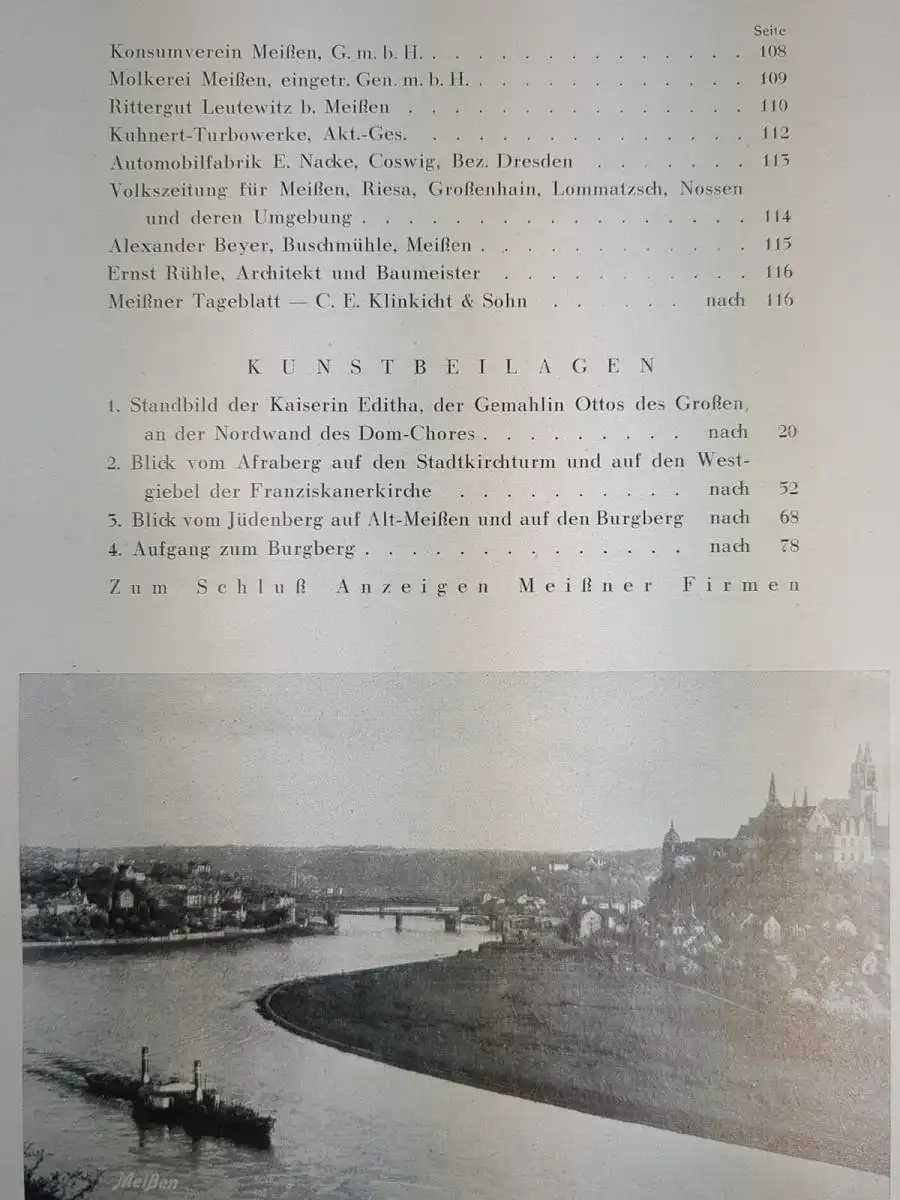 Seite
Konsumverein Meißen, G. m. b. H. . . . . . . . . . . . . . . 108
Molkerei Meißen, eingetr. Gen. m. b. H. . . . . . . . . . . . . 109
Rittergut Leutewitz b. Meißen . . . . . . . . . . . . . . . 110
Kuhnert-Turbowerke, Akt.-Ges. . . . . . . . . . . . . . . . 112
Automobilfabrik E. Nacke, Coswig, Bez. Dresden . . . . . . . 113
Volkszeitung für Meißen, Riesa, Großenhain, Lommatzsch, Nossen
und deren Umgebung . . . . . . . . . . . . . . . . . 114
Alexander Beyer, Buschmühle, Meißen . . . . . . . . . . . . 115
Ernst Rühle, Architekt und Baumeister . . . . . . . . . . . 116
Meißner Tageblatt — C. E. Klinkicht & Sohn . . . . . . nach 116
KUNSTBEILAGEN
1. Standbild der Kaiserin Editha, der Gemahlin Ottos des Großen,
an der Nordwand des Dom-Chores . . . . . . . . . nach 20
2. Blick vom Afraberg auf den Stadtkirchturm und auf den West-
giebel der Franziskanerkirche . . . . . . . . . . nach 52
3. Blick vom Jüdenberg auf Alt-Meißen und auf den Burgberg nach 68
4. Aufgang zum Burgberg . . . . . . . . . . . . . . nach 78
Zum Schluß Anzeigen Meißner Firmen
Meißen